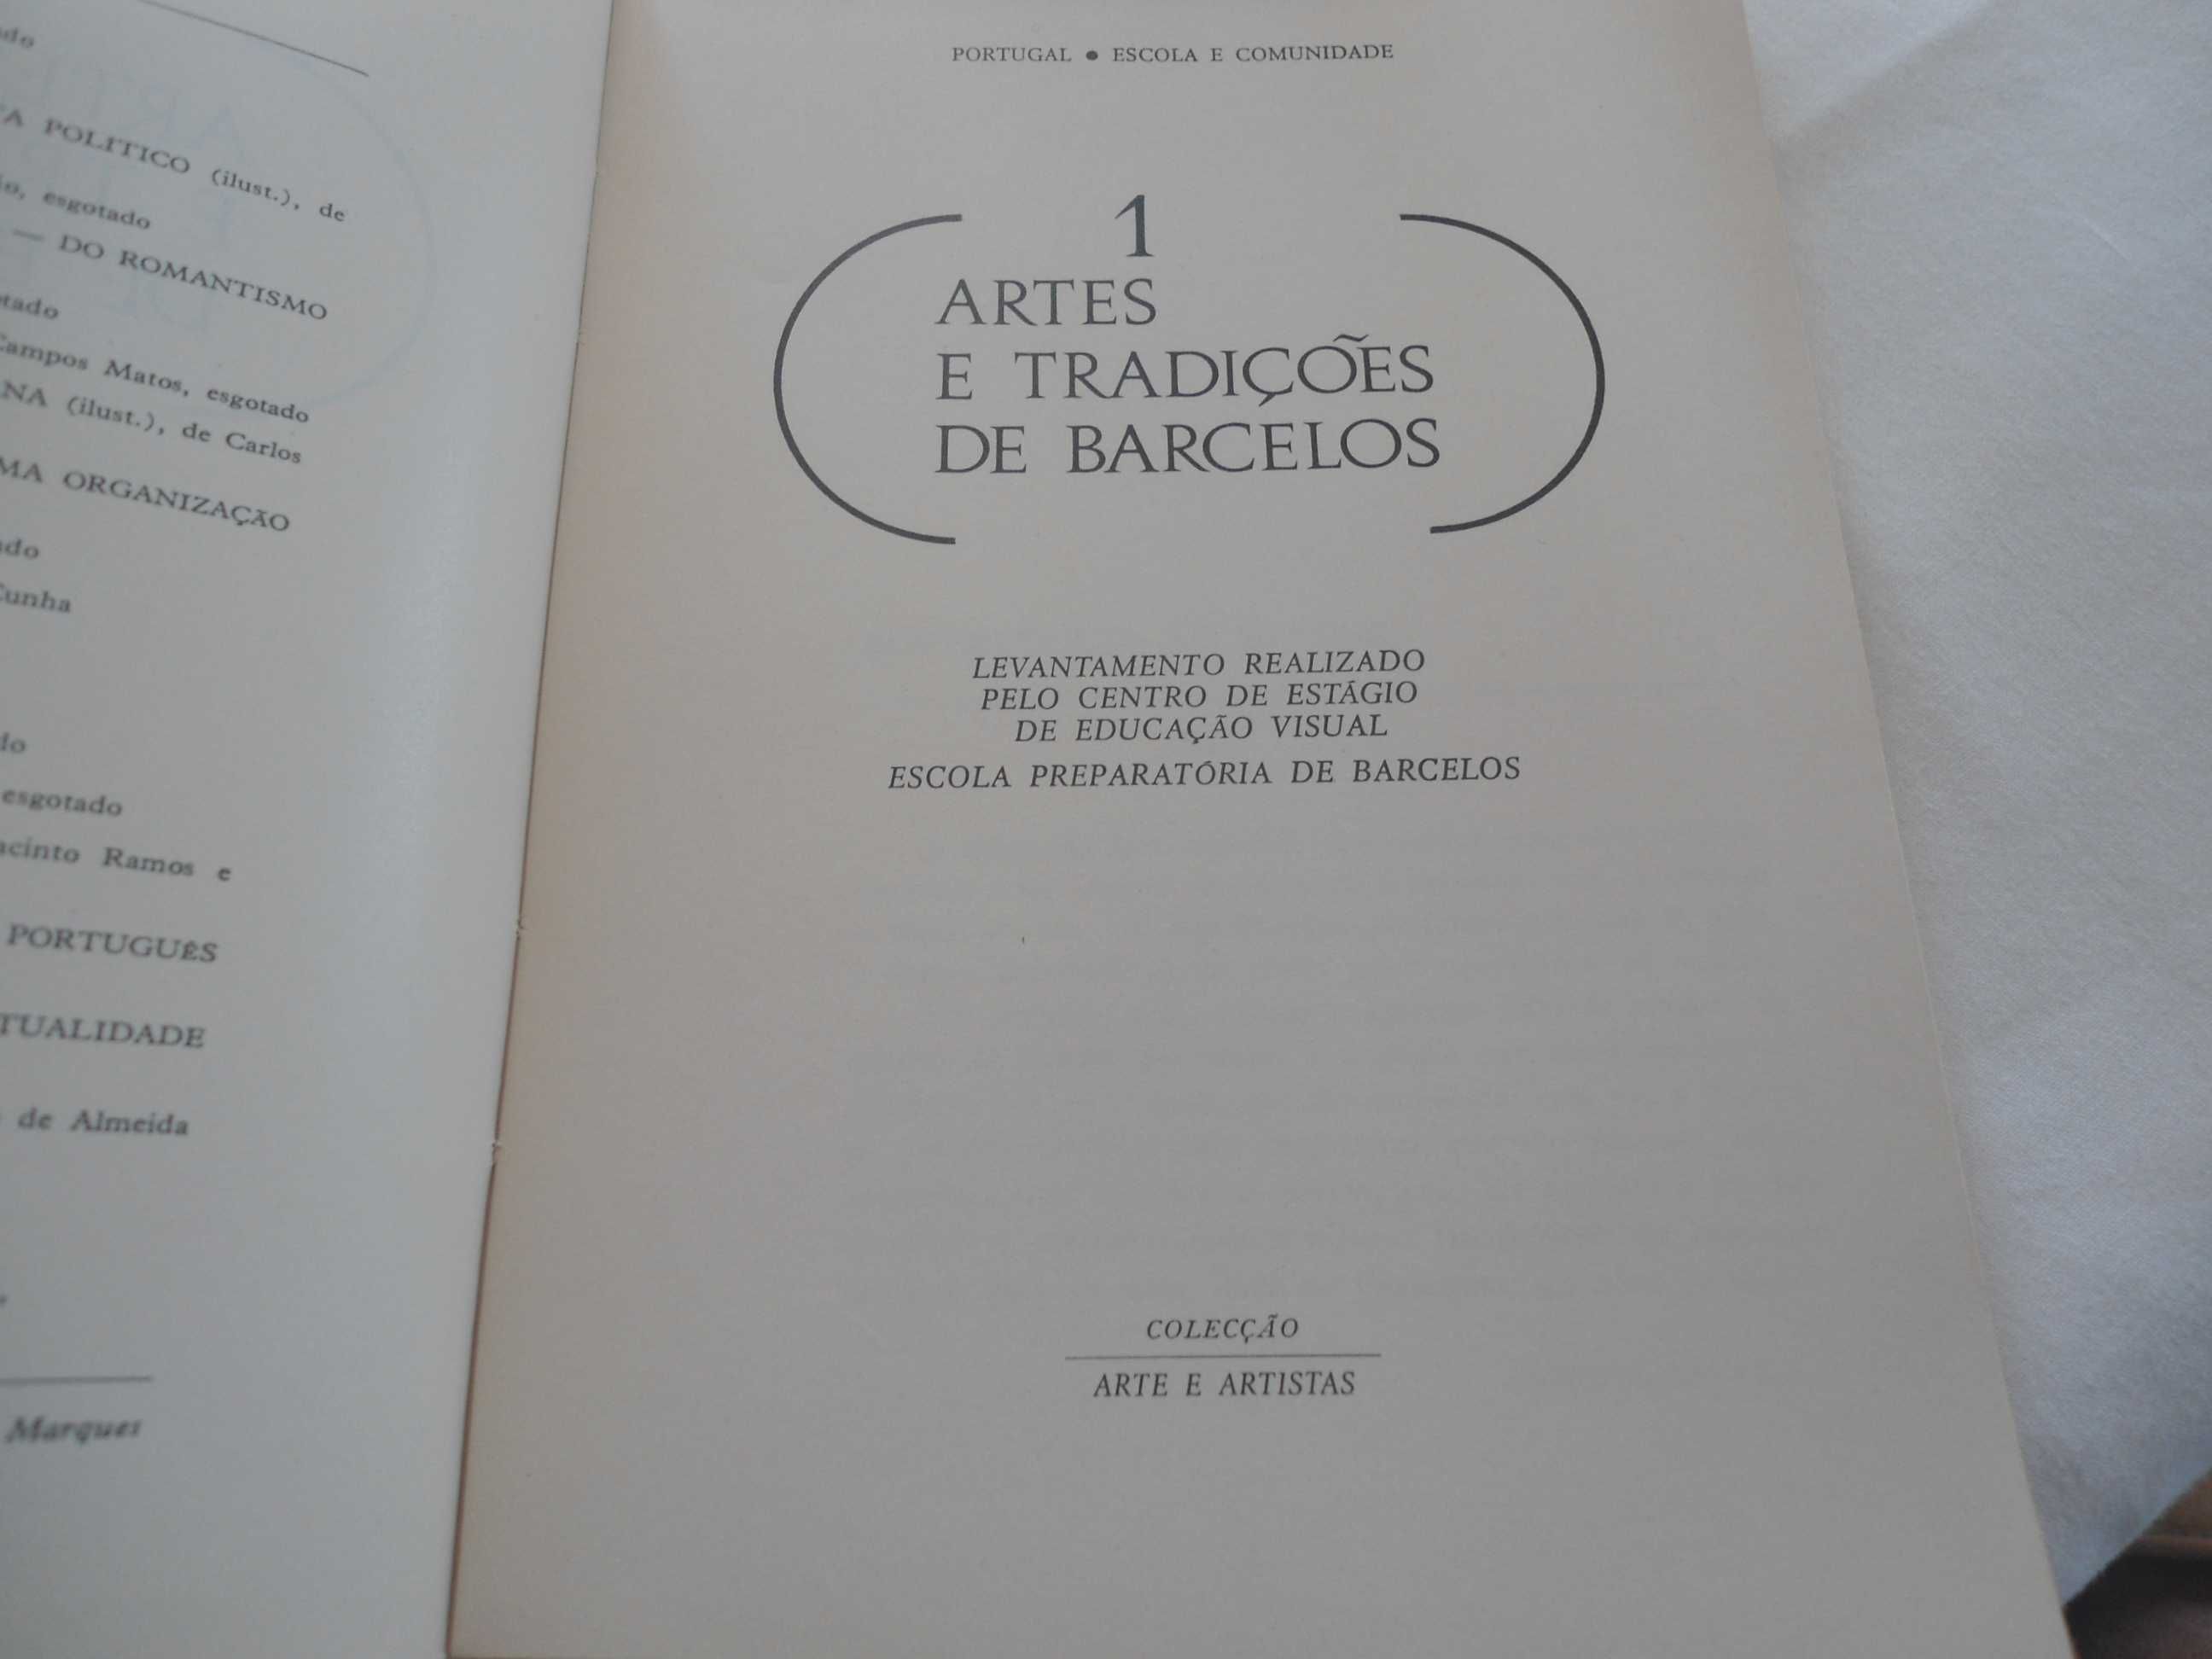 POLITICO (ilust.), de
esgotado
— DO ROMANTISMO
Campos Matos, esgotado
(ilust.), de Carlos
ORGANIZAÇÃO
Cunha
esgotado
Ramos e
PORTUGUÊS
de Almeida
Marques
PORTUGAL ● ESCOLA E COMUNIDADE
1
ARTES
E TRADIÇÕES
DE BARCELOS
LEVANTAMENTO REALIZADO
PELO CENTRO DE ESTÁGIO
DE EDUCAÇÃO VISUAL
ESCOLA PREPARATÓRIA DE BARCELOS
COLECÇÃO
ARTE E ARTISTAS